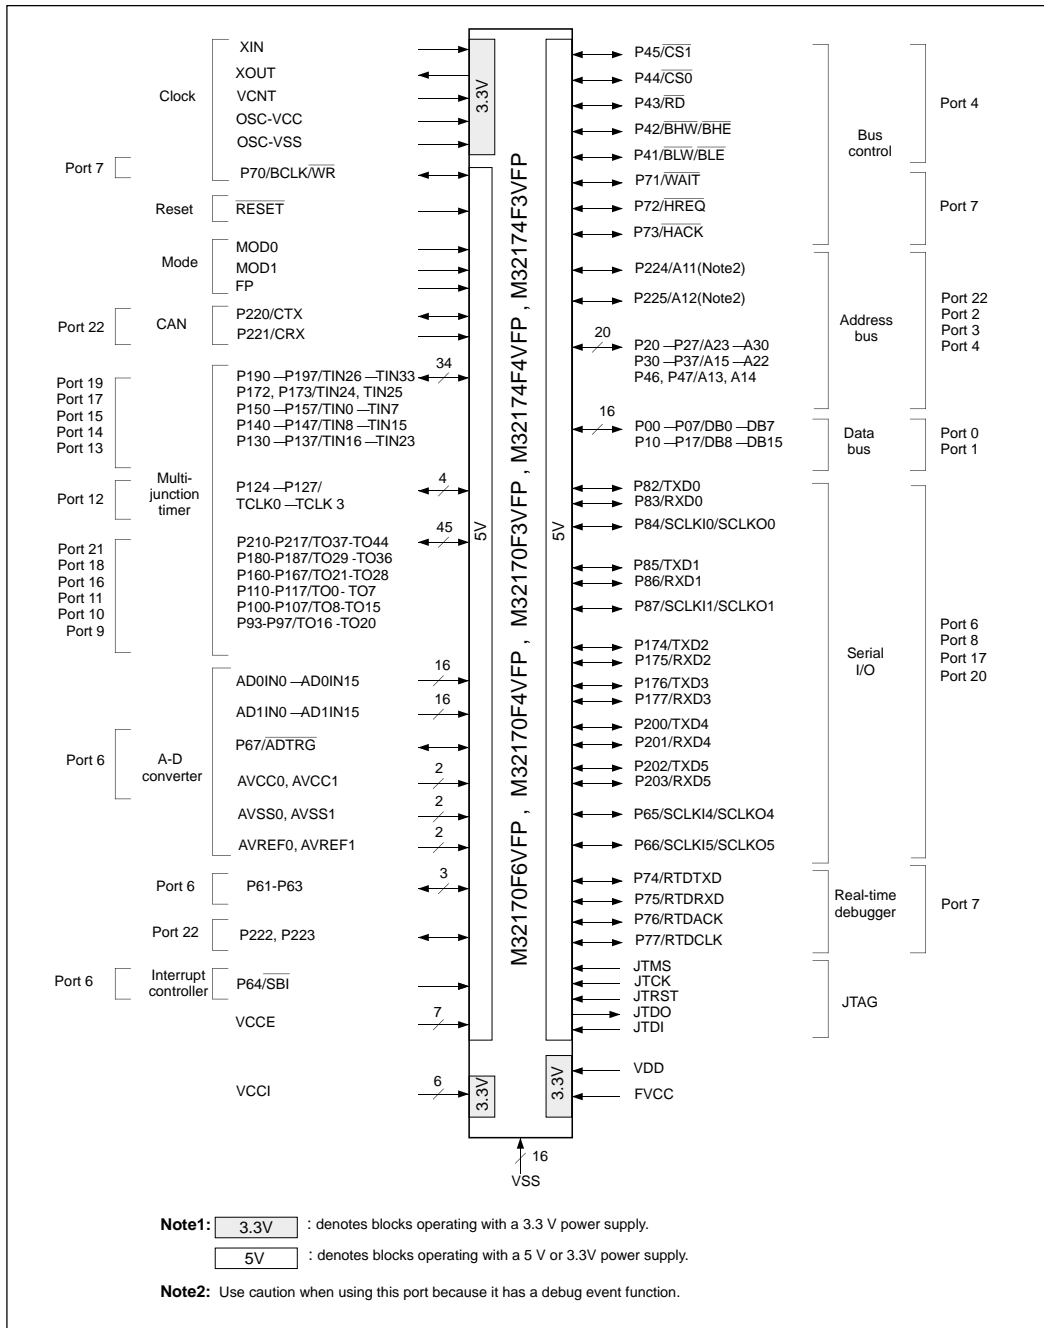 Clock
XIN
XOUT
VCNT
OSC-VCC
OSC-VSS
Port 7
P70/BCLK/WR
Reset
RESET
Mode
MOD0
MOD1
FP
Port 22
CAN
P220/CTX
P221/CRX
Port 19
Port 17
Port 15
Port 14
Port 13
Multi-
junction
timer
34
P190 —P197/TIN26 —TIN33
P172, P173/TIN24, TIN25
P150 —P157/TIN0 —TIN7
P140 —P147/TIN8 —TIN15
P130 —P137/TIN16 —TIN23
Port 12
4
P124 —P127/
TCLK0 —TCLK 3
Port 21
Port 18
Port 16
Port 11
Port 10
Port 9
45
P210-P217/TO37-TO44
P180-P187/TO29 -TO36
P160-P167/TO21-TO28
P110-P117/TO0- TO7
P100-P107/TO8-TO15
P93-P97/TO16 -TO20
A-D
converter
16
AD0IN0 —AD0IN15
16
AD1IN0 —AD1IN15
Port 6
P67/ADTRG
2
AVCC0, AVCC1
2
AVSS0, AVSS1
2
AVREF0, AVREF1
Port 6
P61-P63
3
Port 22
P222, P223
Port 6
Interrupt
controller
P64/SBI
VCCE
7
VCCI
6
3.3V
5V
3.3V
M32170F6VFP , M32170F4VFP , M32170F3VFP , M32174F4VFP , M32174F3VFP
5V
3.3V
16
VSS
P45/CS1
P44/CS0
P43/RD
P42/BHW/BHE
P41/BLW/BLE
P71/WAIT
P72/HREQ
P73/HACK
Bus
control
Port 4
Port 7
P224/A11(Note2)
P225/A12(Note2)
20
P20 —P27/A23 —A30
P30 —P37/A15 —A22
P46, P47/A13, A14
Address
bus
Port 22
Port 2
Port 3
Port 4
16
P00 —P07/DB0 —DB7
P10 —P17/DB8 —DB15
Data
bus
Port 0
Port 1
P82/TXD0
P83/RXD0
P84/SCLKI0/SCLKO0
P85/TXD1
P86/RXD1
P87/SCLKI1/SCLKO1
P174/TXD2
P175/RXD2
P176/TXD3
P177/RXD3
P200/TXD4
P201/RXD4
P202/TXD5
P203/RXD5
P65/SCLKI4/SCLKO4
P66/SCLKI5/SCLKO5
Serial
I/O
Port 6
Port 8
Port 17
Port 20
P74/RTDTXD
P75/RTDRXD
P76/RTDACK
P77/RTDCLK
Real-time
debugger
Port 7
JTMS
JTCK
JTRST
JTDO
JTDI
JTAG
VDD
FVCC
Note1: 3.3V : denotes blocks operating with a 3.3 V power supply.
5V : denotes blocks operating with a 5 V or 3.3V power supply.
Note2: Use caution when using this port because it has a debug event function.